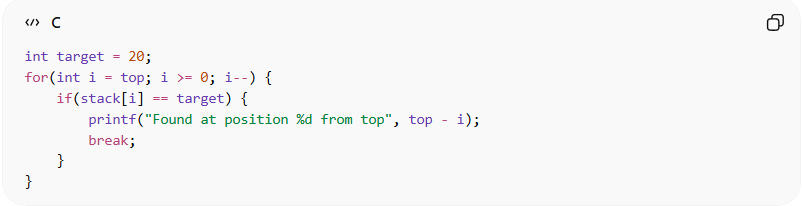 </> C
int target = 20;
for(int i = top; i >= 0; i--) {
    if(stack[i] == target) {
        printf("Found at position %d from top", top - i);
        break;
    }
}